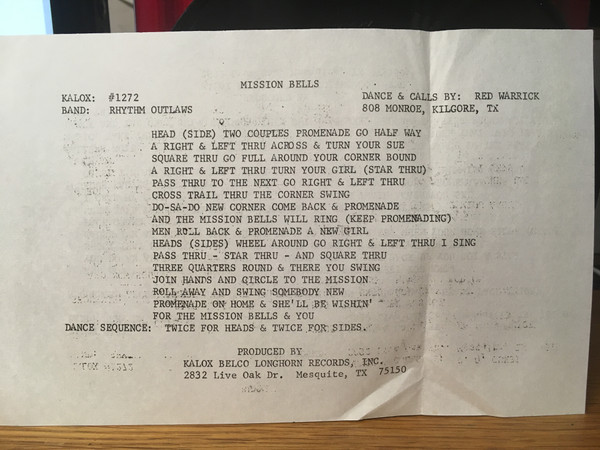 MISSION BELLS
KALOX: #1272
DANCE & CALLS BY: RED WARRICK
BAND: RHYTHM OUTLAWS
808 MONROE, KILGORE, TX
HEAD (SIDE) TWO COUPLES PROMENADE GO HALF WAY
A RIGHT & LEFT THRU ACROSS & TURN YOUR SUE
SQUARE THRU GO FULL AROUND YOUR CORNER BOUND
A RIGHT & LEFT THRU TURN YOUR GIRL (STAR THRU)
PASS THRU TO THE NEXT GO RIGHT & LEFT THRU
CROSS TRAIL THRU THE CORNER SWING
DO-SA-DO NEW CORNER COME BACK & PROMENADE
AND THE MISSION BELLS WILL RING (KEEP PROMENADING)
MEN ROLL BACK & PROMENADE A NEW GIRL
HEADS (SIDES) WHEEL AROUND GO RIGHT & LEFT THRU I SING
PASS THRU - STAR THRU - AND SQUARE THRU
THREE QUARTERS ROUND & THERE YOU SWING
JOIN HANDS AND CIRCLE TO THE MISSION
ROLL AWAY AND SWING SOMEBODY NEW
PROMENADE ON HOME & SHE'LL BE WISHIN'
FOR THE MISSION BELLS & YOU
DANCE SEQUENCE: TWICE FOR HEADS & TWICE FOR SIDES.
PRODUCED BY
KALOX BELCO LONGHORN RECORDS, INC.
2832 Live Oak Dr. Mesquite, TX 75150